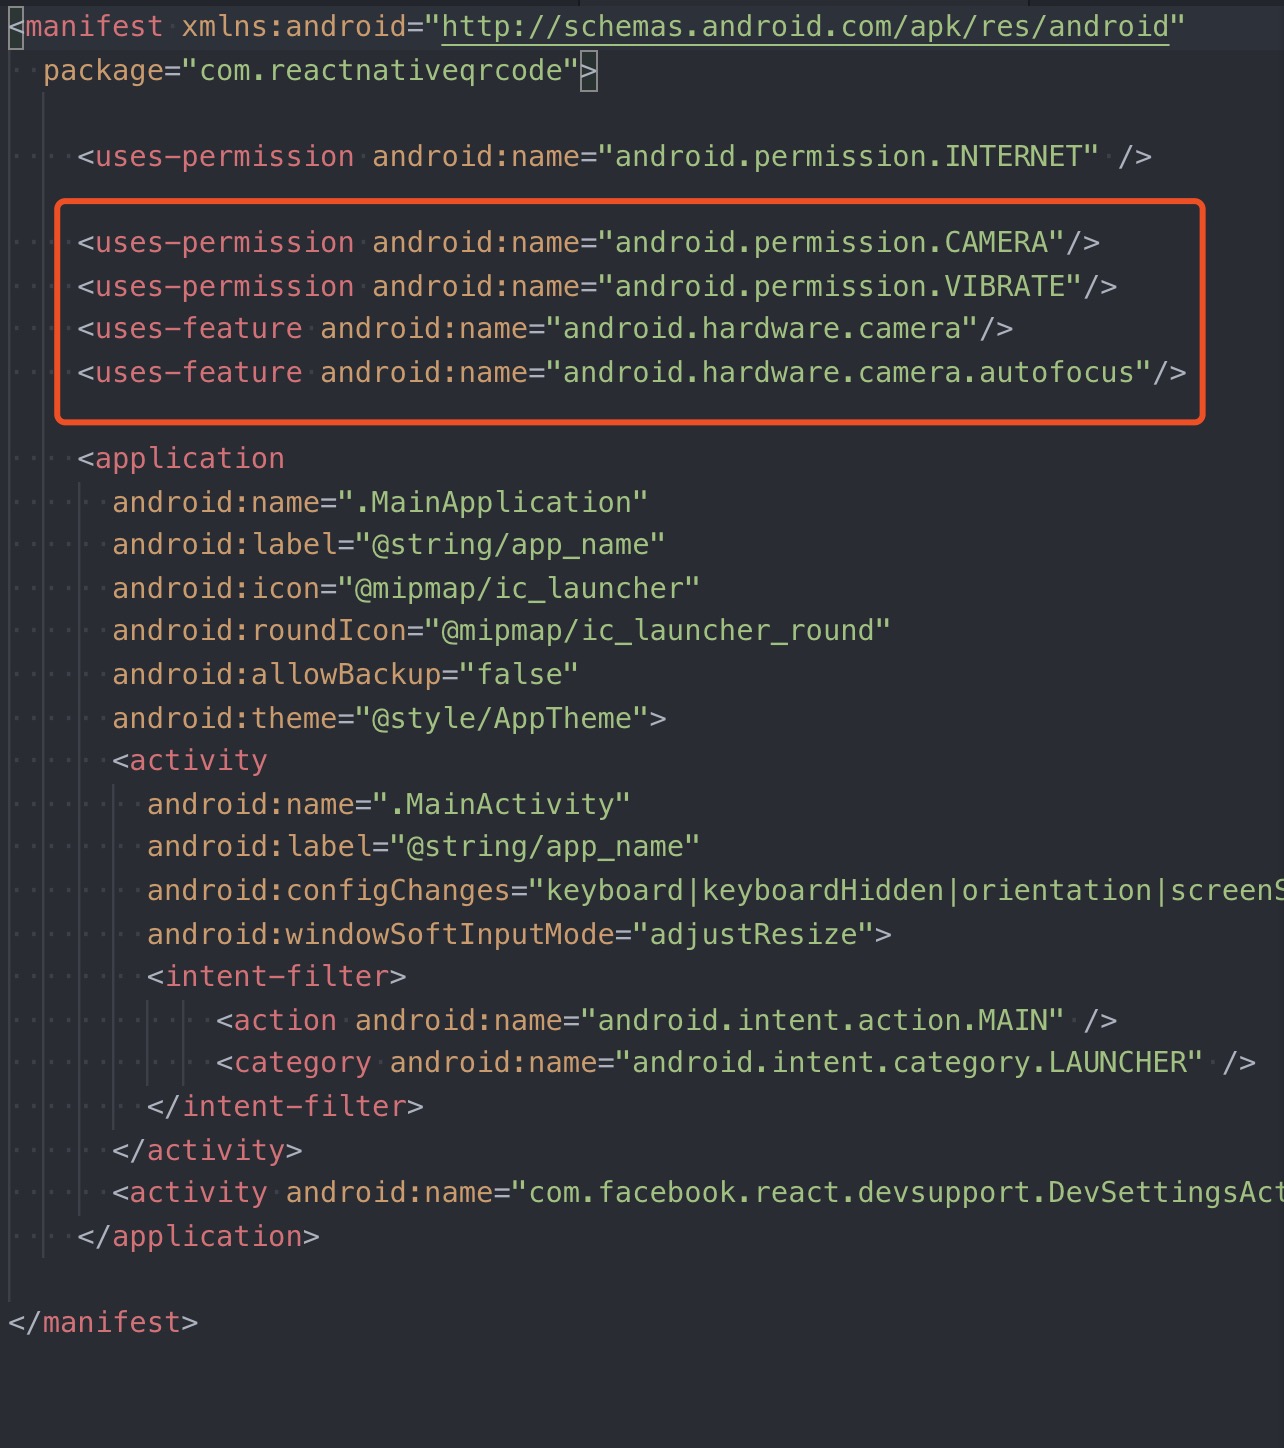 <manifest xmlns:android="http://schemas.android.com/apk/res/android"
package="com.reactnativeqrcode">
<uses-permission android:name="android.permission.INTERNET" />
<uses-permission android:name="android.permission.CAMERA"/>
<uses-permission android:name="android.permission.VIBRATE"/>
<uses-feature android:name="android.hardware.camera"/>
<uses-feature android:name="android.hardware.camera.autofocus"/>
<application
android:name=".MainApplication"
android:label="@string/app_name"
android:icon="@mipmap/ic_launcher"
android:roundIcon="@mipmap/ic_launcher_round"
android:allowBackup="false"
android:theme="@style/AppTheme">
<activity
android:name=".MainActivity"
android:label="@string/app_name"
android:configChanges="keyboard|keyboardHidden|orientation|screenS
android:windowSoftInputMode="adjustResize">
<intent-filter>
<action android:name="android.intent.action.MAIN" />
<category android:name="android.intent.category.LAUNCHER" />
</intent-filter>
</activity>
<activity android:name="com.facebook.react.devsupport.DevSettingsAct
</application>
</manifest>